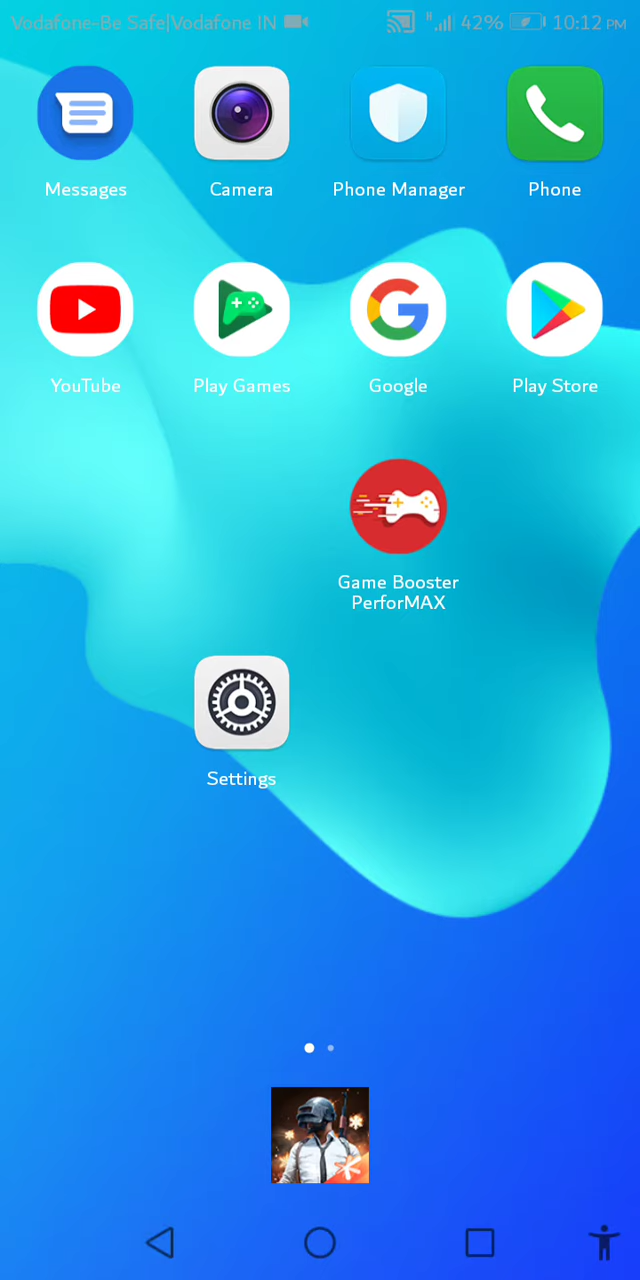 Vodafone-Be Safe|Vodafone IN H 42% 10:12 PM
Messages Camera Phone Manager Phone
YouTube Play Games Google Play Store
Game Booster
PerforMAX
Settings